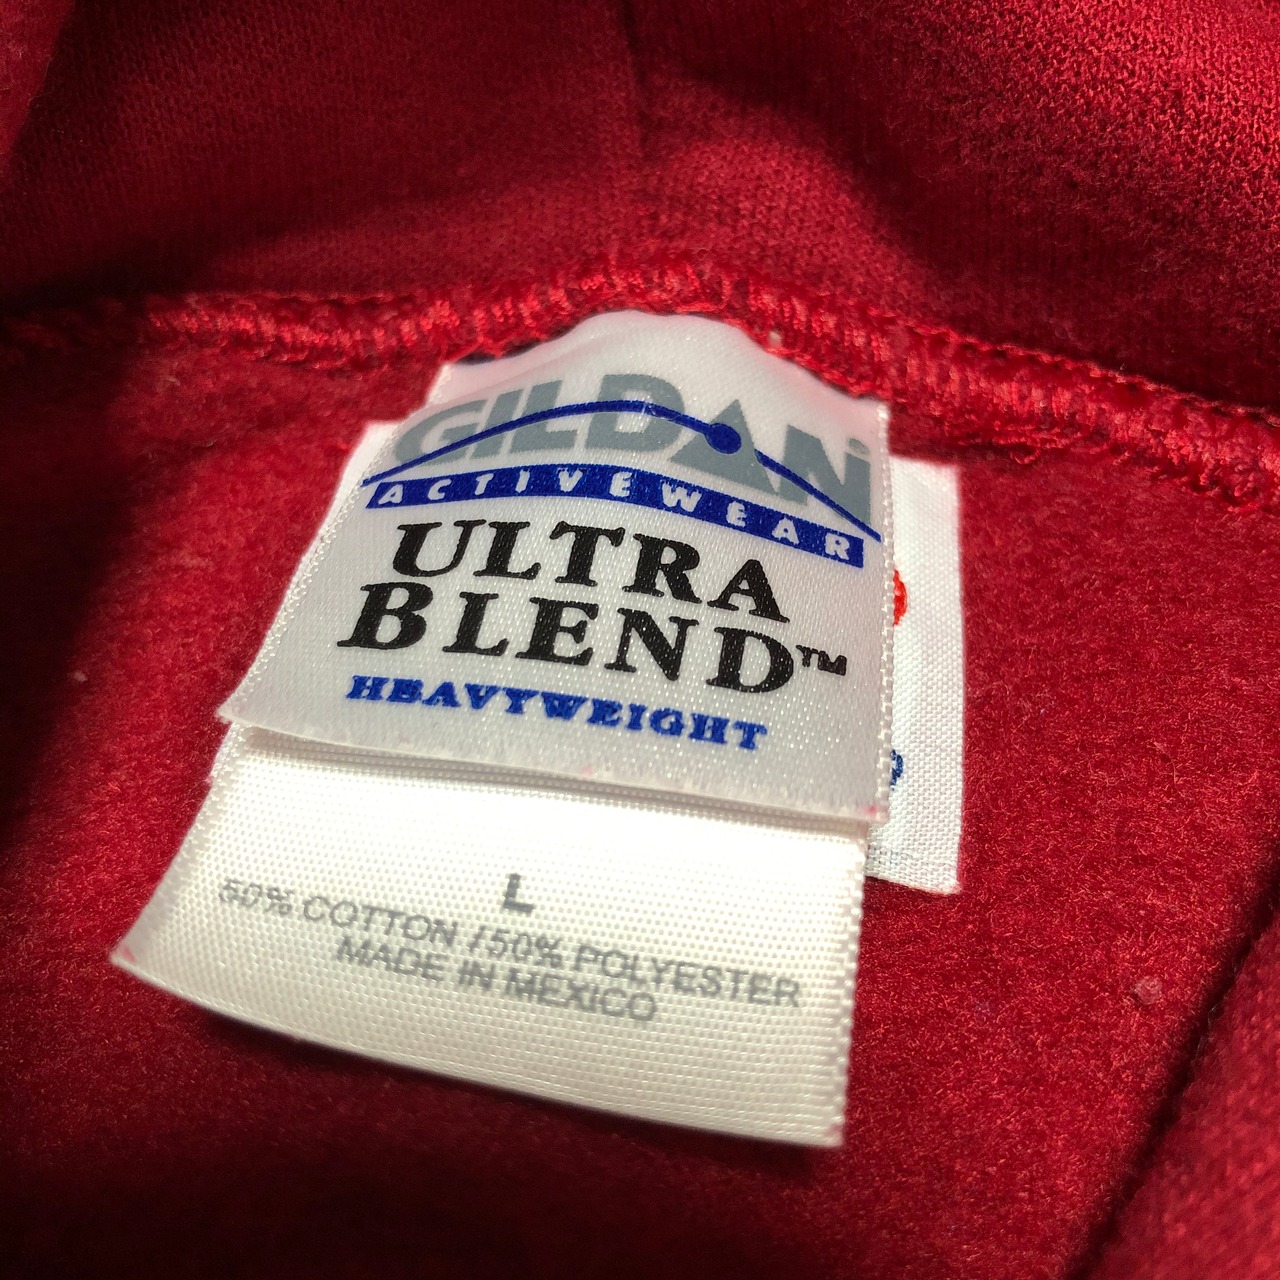 GILDAN
ACTIVEWEAR
ULTRA
BLEND™
HEAVYWEIGHT
L
50% COTTON / 50% POLYESTER
MADE IN MEXICO